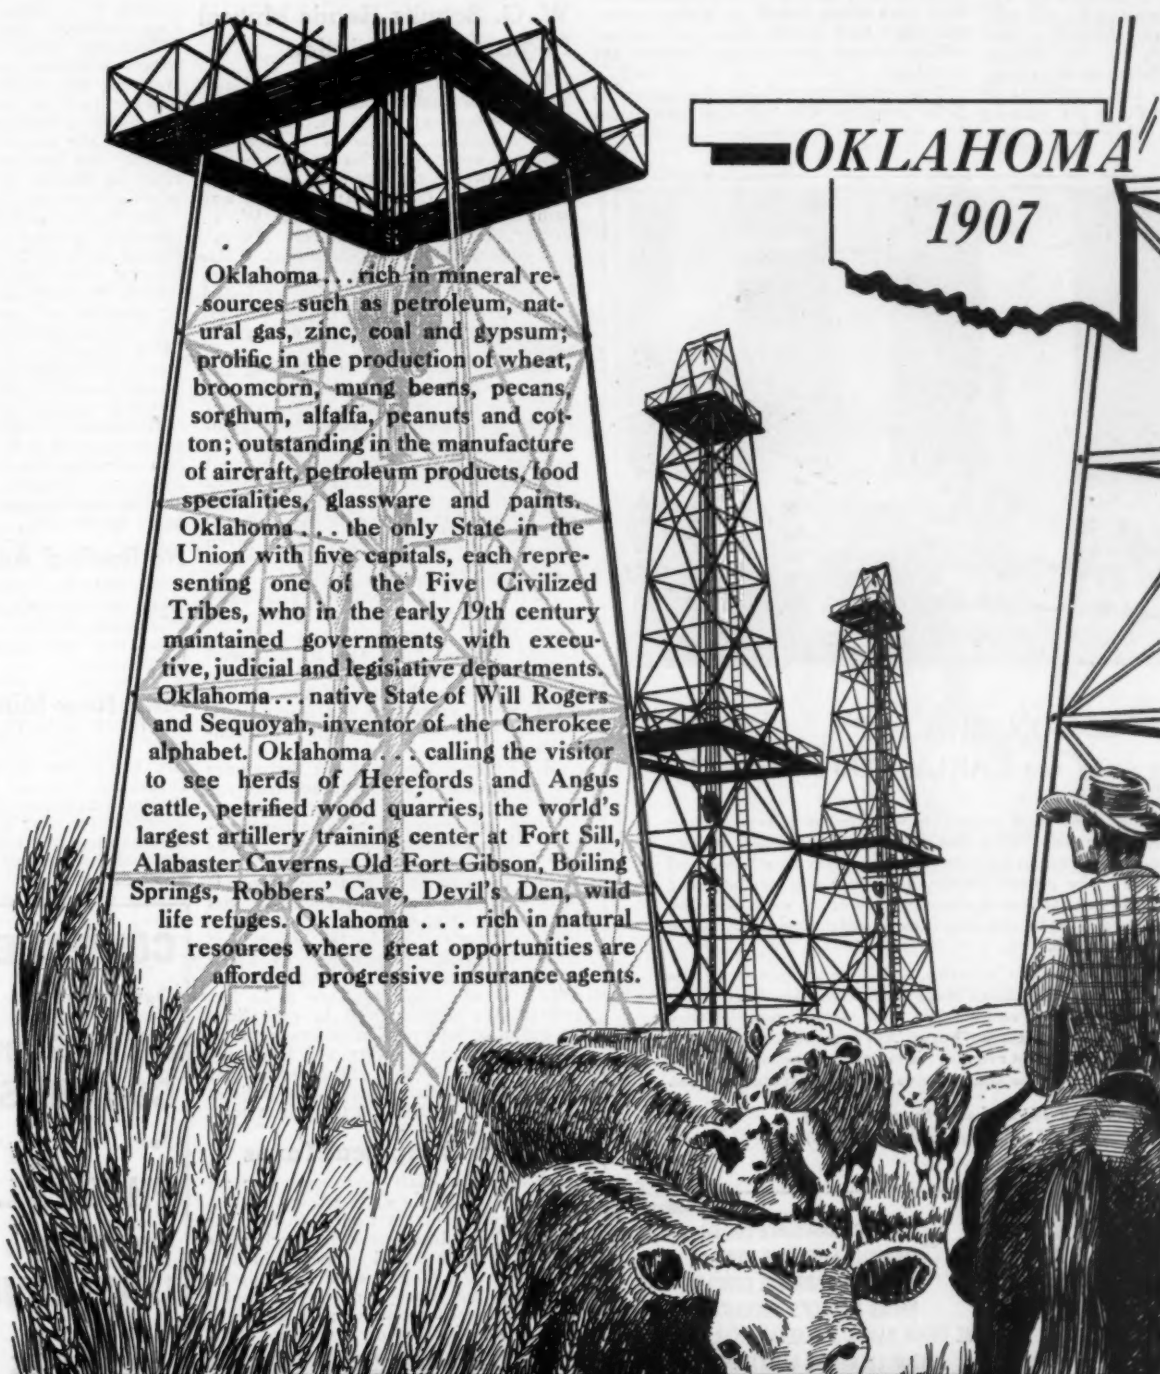 OKLAHOMA
1907
Oklahoma... rich in mineral re-
sources such as petroleum, nat-
ural gas, zinc, coal and gypsum;
prolific in the production of wheat,
broomcorn, mung beans, pecans,
sorghum, alfalfa, peanuts and cot-
ton; outstanding in the manufacture
of aircraft, petroleum products, food
specialities, glassware and paints.
Oklahoma... the only State in the
Union with five capitals, each repre-
senting one of the Five Civilized
Tribes, who in the early 19th century
maintained governments with execu-
tive, judicial and legislative departments.
Oklahoma... native State of Will Rogers
and Sequoyah, inventor of the Cherokee
alphabet. Oklahoma... calling the visitor
to see herds of Herefords and Angus
cattle, petrified wood quarries, the world's
largest artillery training center at Fort Sill,
Alabaster Caverns, Old Fort Gibson, Boiling
Springs, Robbers' Cave, Devil's Den, wild
life refuges. Oklahoma . . . rich in natural
resources where great opportunities are
afforded progressive insurance agents.